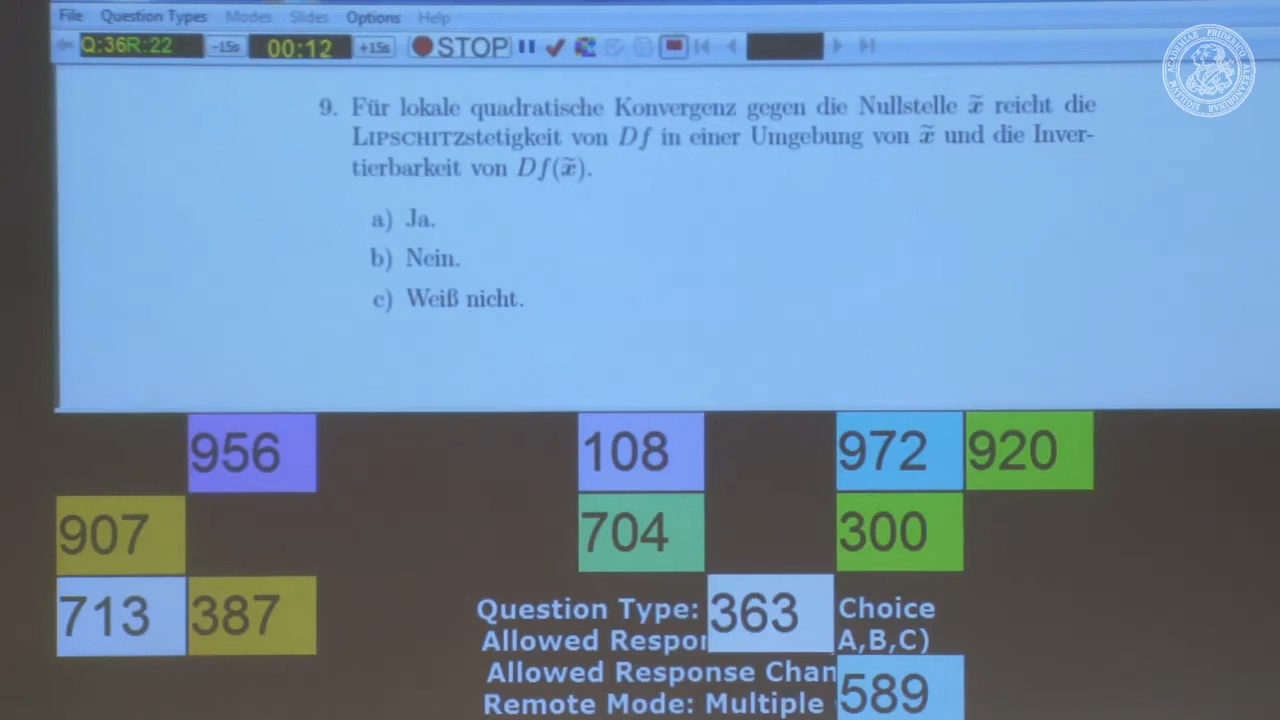 File Question Types Modes Slides Options Help
Q:36R:22 -15s 00:12 +15s STOP
9. Für lokale quadratische Konvergenz gegen die Nullstelle x̃ reicht die
LIPSCHITZstetigkeit von Df in einer Umgebung von x̃ und die Inver-
tierbarkeit von Df(x̃).
a) Ja.
b) Nein.
c) Weiß nicht.
956 108 972 920
907 704 300
713 387 363
Question Type: Choice
Allowed Respon A,B,C)
Allowed Response Chan
Remote Mode: Multiple
589